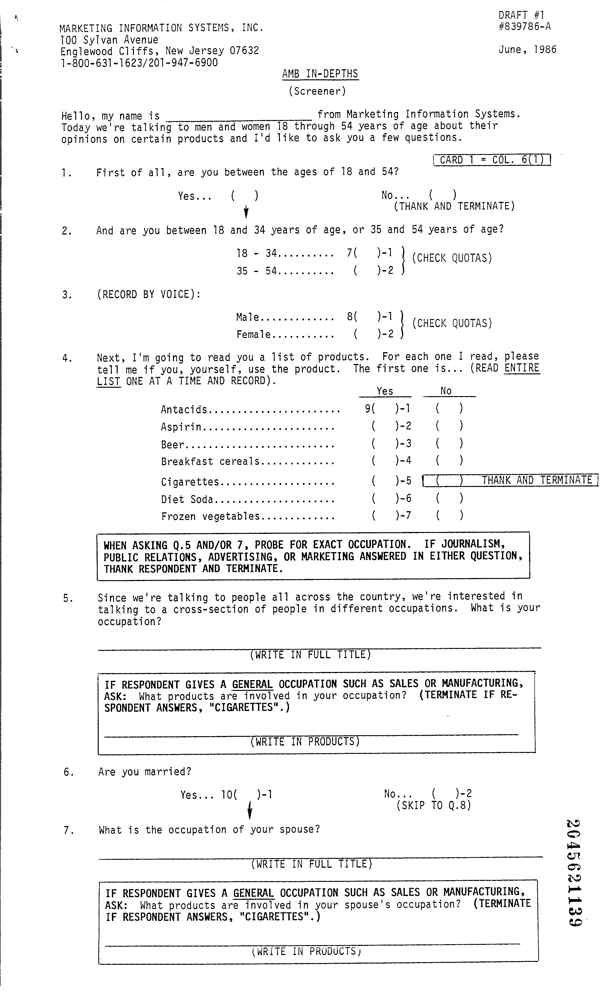 DRAFT #1
MARKETING INFORMATION SYSTEMS, INC. #839786-A
100 Sylvan Avenue
Englewood Cliffs, New Jersey 07632 June, 1986
1-800-631-1623/201-947-6900
AMB IN-DEPTHS
(Screener)
Hello, my name is ______________________ from Marketing Information Systems.
Today we're talking to men and women 18 through 54 years of age about their
opinions on certain products and I'd like to ask you a few questions.
CARD 1 = COL. 6(1)
1. First of all, are you between the ages of 18 and 54?
Yes... ( ) No... ( )
(THANK AND TERMINATE)
2. And are you between 18 and 34 years of age, or 35 and 54 years of age?
18 - 34.......... 7( )-1
(CHECK QUOTAS)
35 - 54.......... ( )-2
3. (RECORD BY VOICE):
Male............. 8( )-1
(CHECK QUOTAS)
Female........... ( )-2
4. Next, I'm going to read you a list of products. For each one I read, please
tell me if you, yourself, use the product. The first one is... (READ ENTIRE
LIST ONE AT A TIME AND RECORD).
Yes No
Antacids....................... 9( )-1 ( )
Aspirin........................ ( )-2 ( )
Beer........................... ( )-3 ( )
Breakfast cereals............. ( )-4 ( )
Cigarettes..................... ( )-5 ( ) THANK AND TERMINATE
Diet Soda...................... ( )-6 ( )
Frozen vegetables............. ( )-7 ( )
WHEN ASKING Q.5 AND/OR 7, PROBE FOR EXACT OCCUPATION. IF JOURNALISM,
PUBLIC RELATIONS, ADVERTISING, OR MARKETING ANSWERED IN EITHER QUESTION,
THANK RESPONDENT AND TERMINATE.
5. Since we're talking to people all across the country, we're interested in
talking to a cross-section of people in different occupations. What is your
occupation?
(WRITE IN FULL TITLE)
IF RESPONDENT GIVES A GENERAL OCCUPATION SUCH AS SALES OR MANUFACTURING,
ASK: What products are involved in your occupation? (TERMINATE IF RE-
SPONDENT ANSWERS, "CIGARETTES".)
(WRITE IN PRODUCTS)
6. Are you married?
Yes... 10( )-1 No... ( )-2
(SKIP TO Q.8)
7. What is the occupation of your spouse?
(WRITE IN FULL TITLE)
IF RESPONDENT GIVES A GENERAL OCCUPATION SUCH AS SALES OR MANUFACTURING,
ASK: What products are involved in your spouse's occupation? (TERMINATE
IF RESPONDENT ANSWERS, "CIGARETTES".)
(WRITE IN PRODUCTS)
2045621139